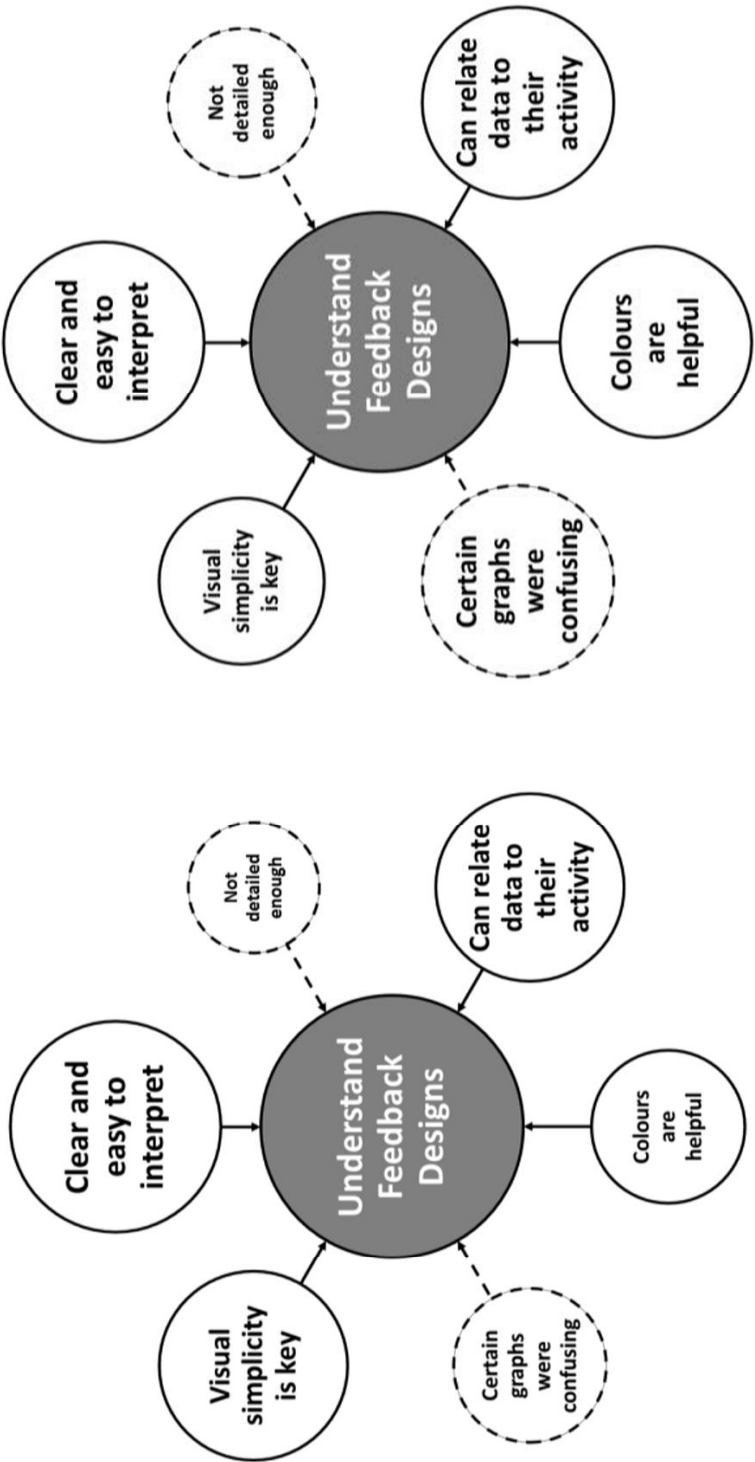 Clear and
easy to
interpret
Visual
simplicity
is key
Not
detailed
enough
Understand
Feedback
Designs
Certain
graphs
were
confusing
Can relate
data to
their
activity
Colours
are
helpful
Clear and
easy to
interpret
Visual
simplicity
is key
Not
detailed
enough
Understand
Feedback
Designs
Certain
graphs
were
confusing
Can relate
data to
their
activity
Colours
are
helpful